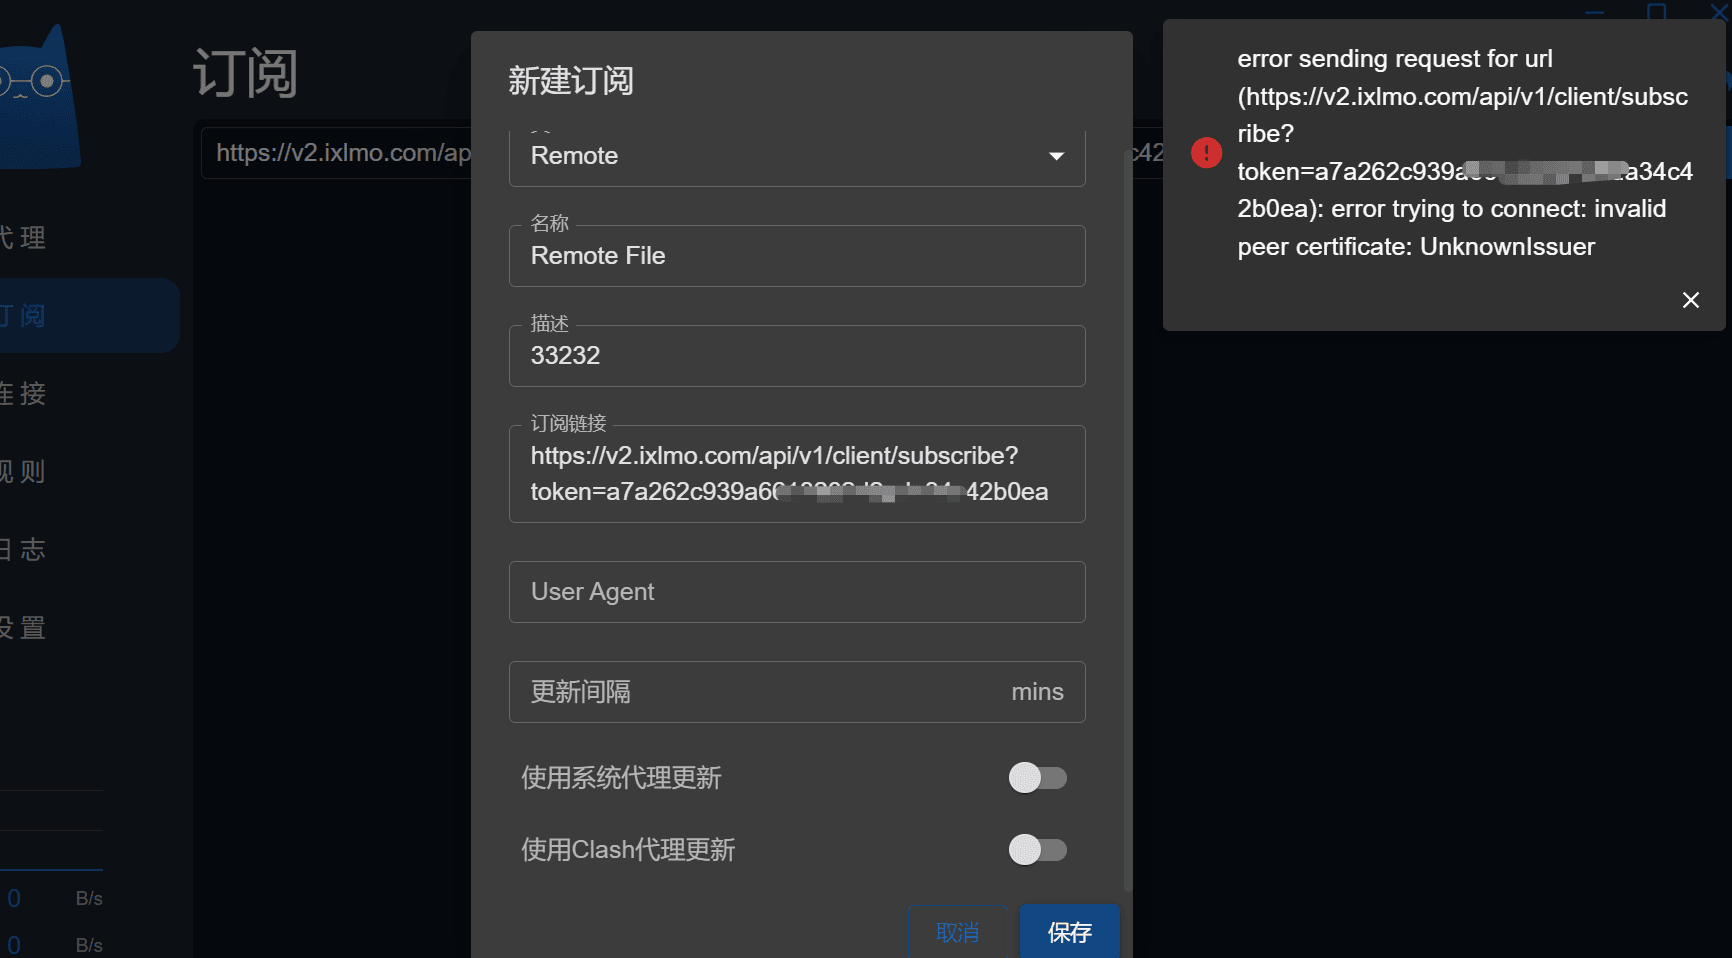 订阅
https://v2.ixlmo.com/ap
c42
代 理
订 阅
连 接
规 则
日 志
设 置
0 B/s
0 B/s
新建订阅
Remote
名称
Remote File
描述
33232
订阅链接
https://v2.ixlmo.com/api/v1/client/subscribe?
token=a7a262c939a6 42b0ea
User Agent
更新间隔 mins
使用系统代理更新
使用Clash代理更新
取消 保存
error sending request for url
(https://v2.ixlmo.com/api/v1/client/subsc
ribe?
token=a7a262c939a a34c4
2b0ea): error trying to connect: invalid
peer certificate: UnknownIssuer